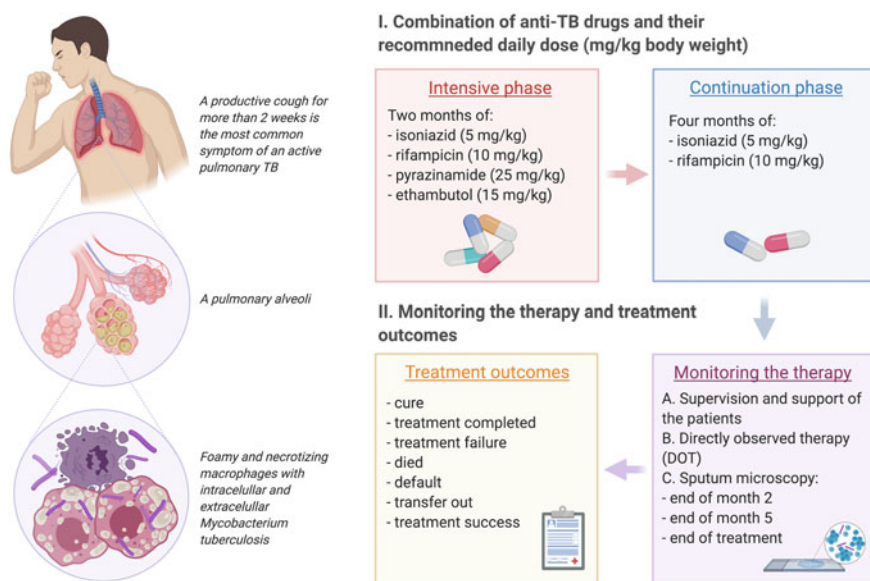 A productive cough for
more than 2 weeks is
the most common
symptom of an active
pulmonary TB
A pulmonary alveoli
Foamy and necrotizing
macrophages with
intracelullar and
extracellular
Mycobacterium
tuberculosis
I. Combination of anti-TB drugs and their
recommneded daily dose (mg/kg body weight)
Intensive phase
Two months of:
- isoniazid (5 mg/kg)
- rifampicin (10 mg/kg)
- pyrazinamide (25 mg/kg)
- ethambutol (15 mg/kg)
Continuation phase
Four months of:
- isoniazid (5 mg/kg)
- rifampicin (10 mg/kg)
II. Monitoring the therapy and treatment
outcomes
Treatment outcomes
- cure
- treatment completed
- treatment failure
- died
- default
- transfer out
- treatment success
Monitoring the therapy
A. Supervision and support of
the patients
B. Directly observed therapy
(DOT)
C. Sputum microscopy:
- end of month 2
- end of month 5
- end of treatment